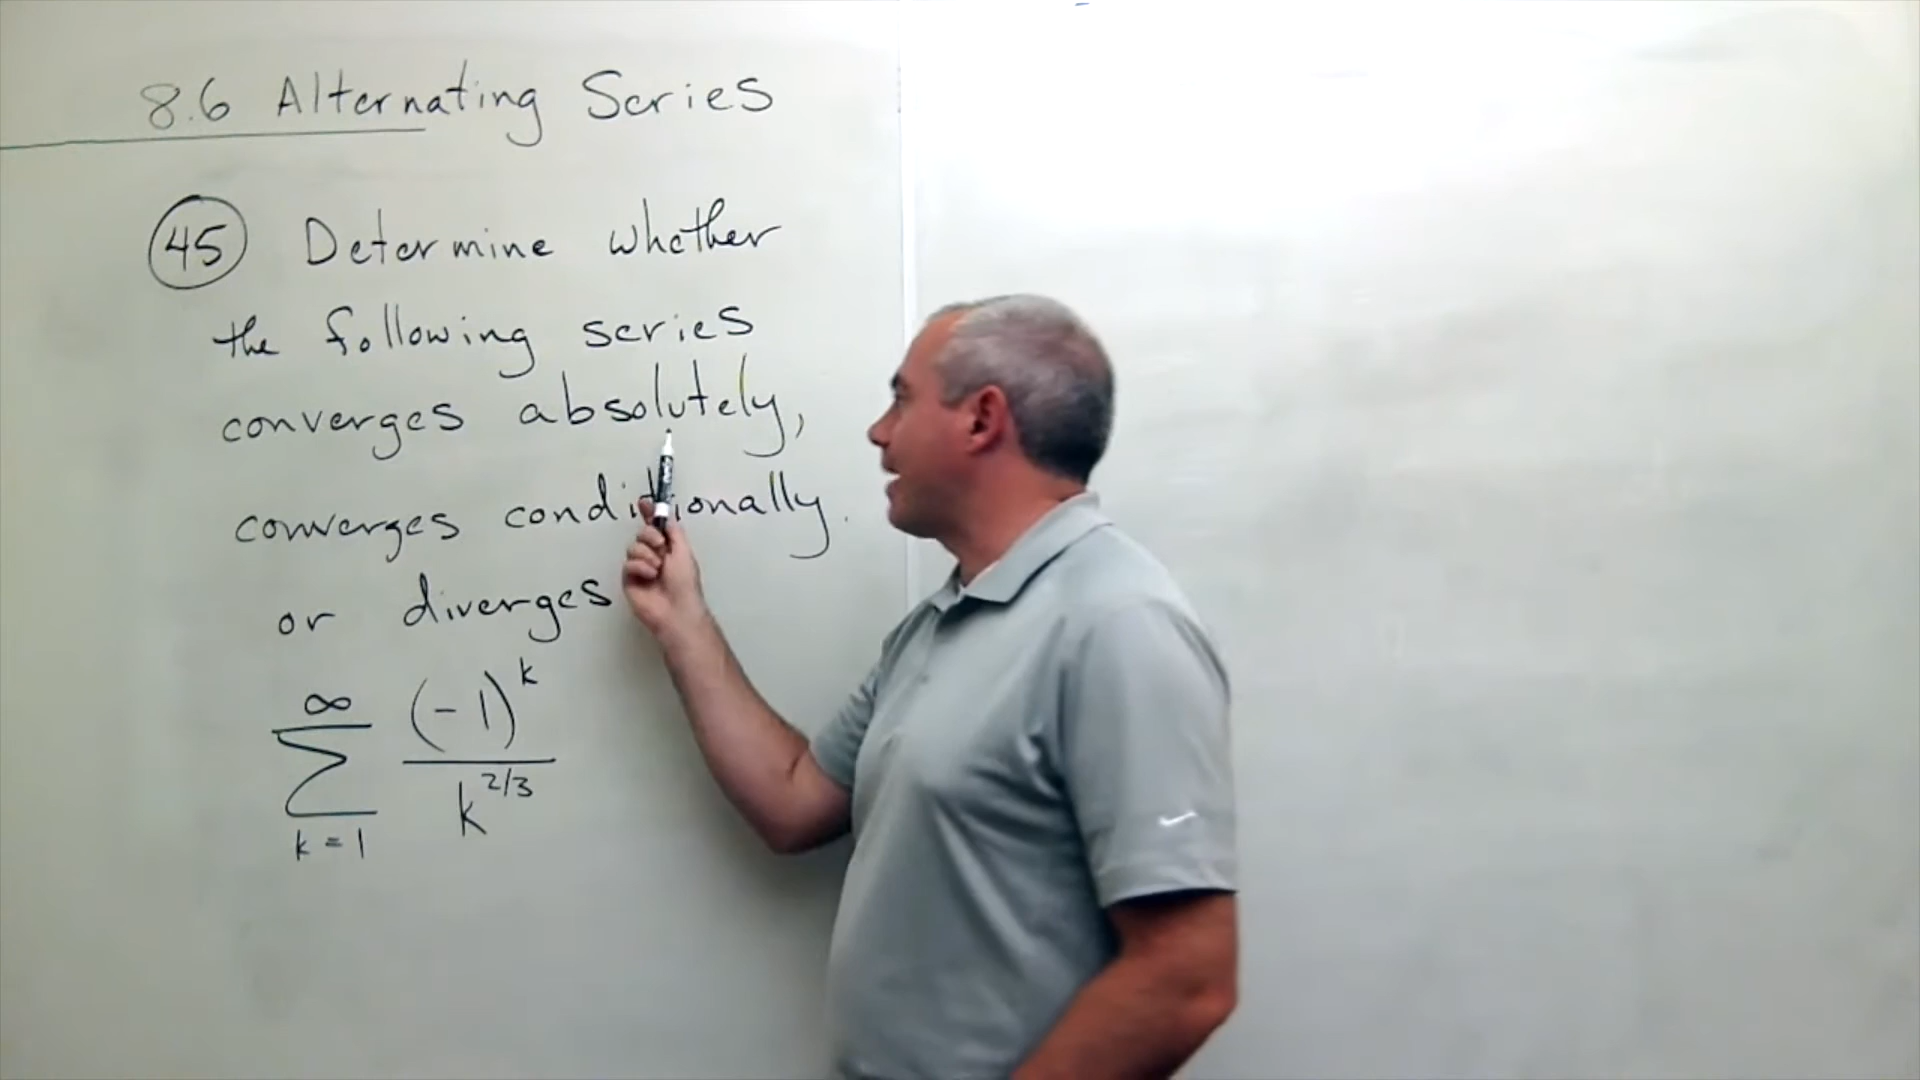 8.6 Alternating Series
45 Determine whether
the following series
converges absolutely,
converges conditionally.
or diverges
∞
∑ (-1)^k / k^2/3
k=1